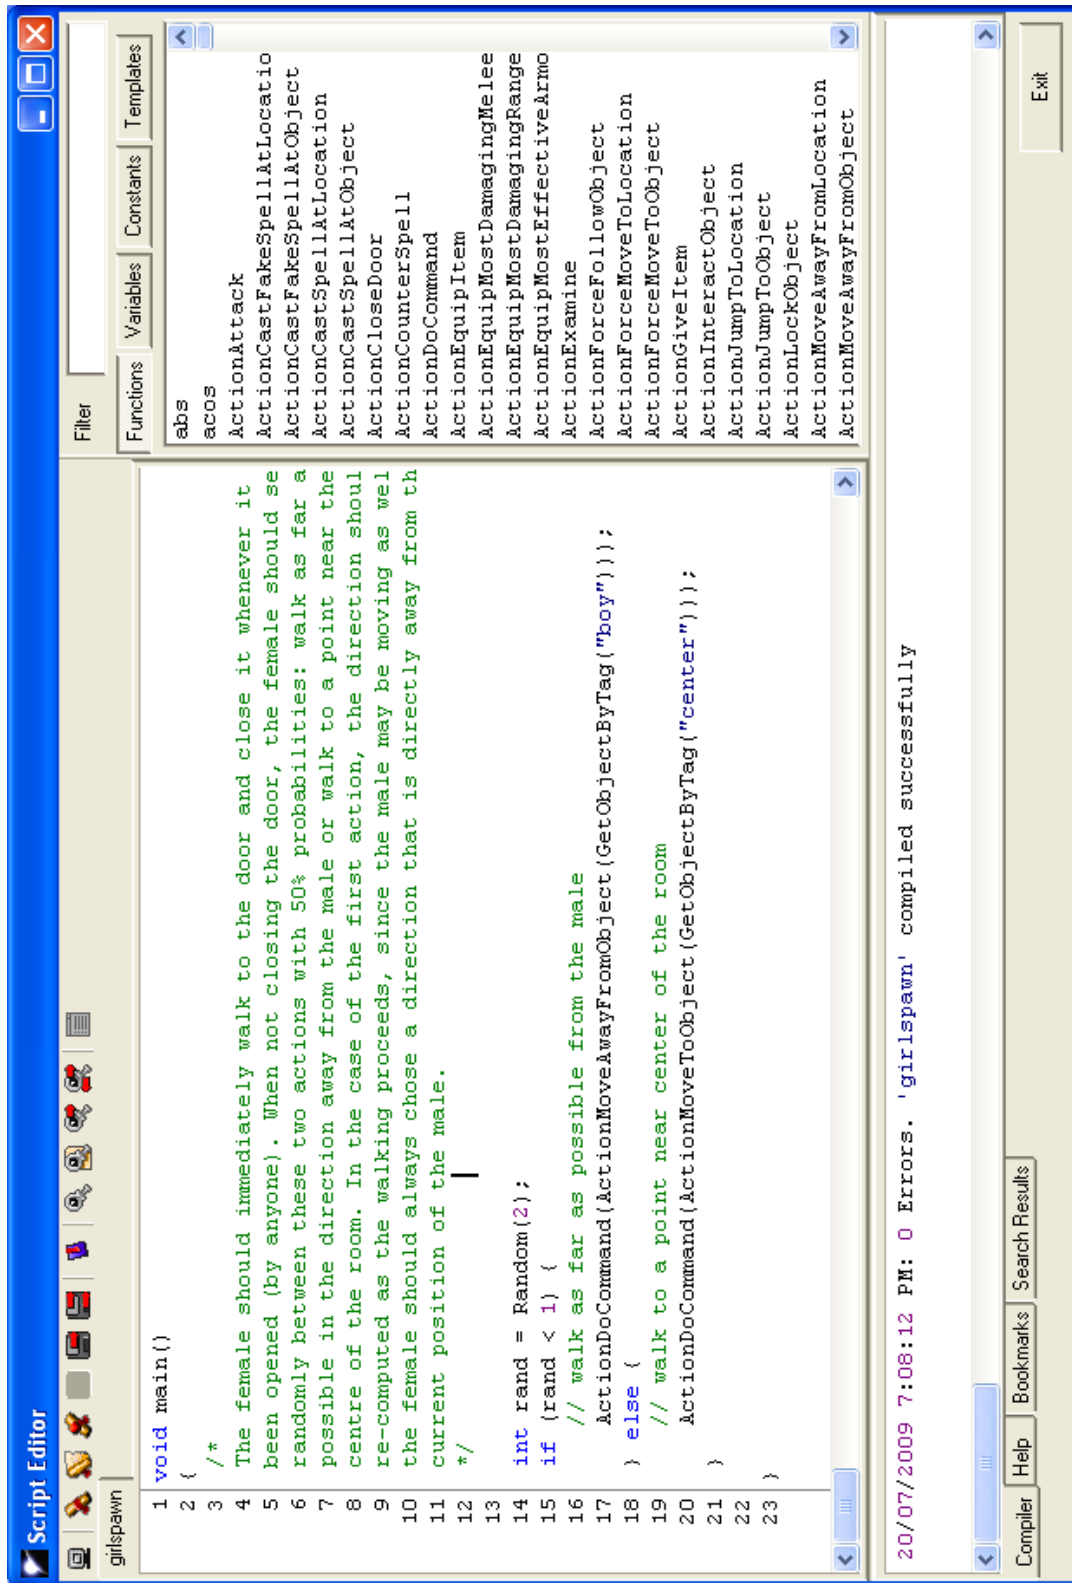 Script Editor
girlspawn
1 void main()
2 {
3 /*
4 The female should immediately walk to the door and close it whenever it
5 been opened (by anyone). When not closing the door, the female should se
6 randomly between these two actions with 50% probabilities: walk as far a
7 possible in the direction away from the male or walk to a point near the
8 centre of the room. In the case of the first action, the direction shoul
9 re-computed as the walking proceeds, since the male may be moving as wel
10 the female should always chose a direction that is directly away from th
11 current position of the male.
12 */
13
14 int rand = Random(2);
15 if (rand < 1) {
16 // walk as far as possible from the male
17 ActionDoCommand(ActionMoveAwayFromObject(GetObjectByTag("boy")));
18 } else {
19 // walk to a point near center of the room
20 ActionDoCommand(ActionMoveToObject(GetObjectByTag("center")));
21 }
22
23 }
Filter
Functions Variables Constants Templates
abs
acos
ActionAttack
ActionCastFakeSpellAtLocatio
ActionCastFakeSpellAtObject
ActionCastSpellAtLocation
ActionCastSpellAtObject
ActionCloseDoor
ActionCounterSpell
ActionDoCommand
ActionEquipItem
ActionEquipMostDamagingMelee
ActionEquipMostDamagingRange
ActionEquipMostEffectiveArmo
ActionExamine
ActionForceFollowObject
ActionForceMoveToLocation
ActionForceMoveToObject
ActionGiveItem
ActionInteractObject
ActionJumpToLocation
ActionJumpToObject
ActionLockObject
ActionMoveAwayFromLocation
ActionMoveAwayFromObject
20/07/2009 7:08:12 PM: 0 Errors. 'girlspawn' compiled successfully
Compiler Help Bookmarks Search Results
Exit